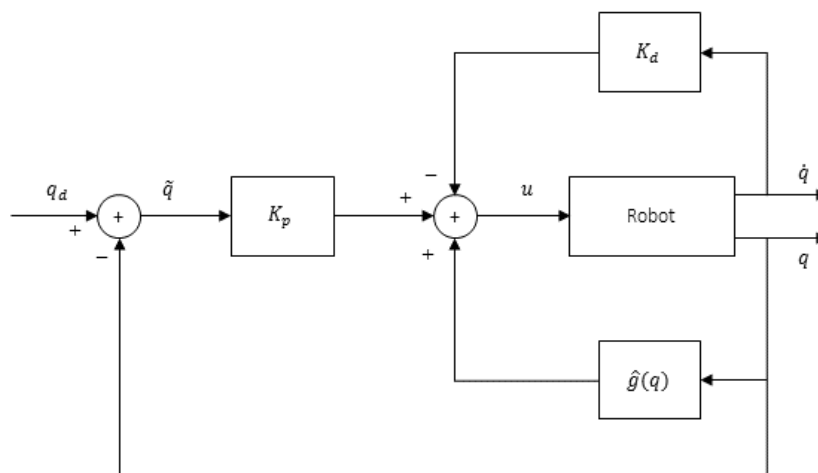 K_d
−
q_d
q̃
+
K_p
+
+
u
Robot
q̇
+
+
−
+
q
ĝ(q)